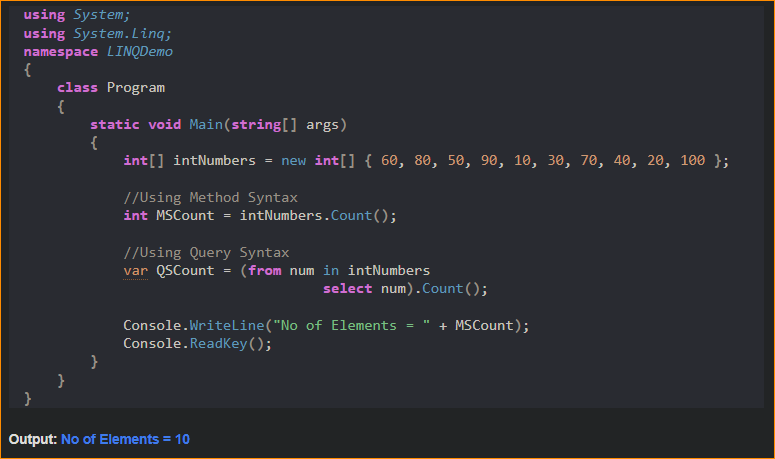 using System;
using System.Linq;
namespace LINQDemo
{
    class Program
    {
        static void Main(string[] args)
        {
            int[] intNumbers = new int[] { 60, 80, 50, 90, 10, 30, 70, 40, 20, 100 };
            //Using Method Syntax
            int MSCount = intNumbers.Count();
            //Using Query Syntax
            var QSCount = (from num in intNumbers
                                    select num).Count();
            Console.WriteLine("No of Elements = " + MSCount);
            Console.ReadKey();
        }
    }
}
Output: No of Elements = 10